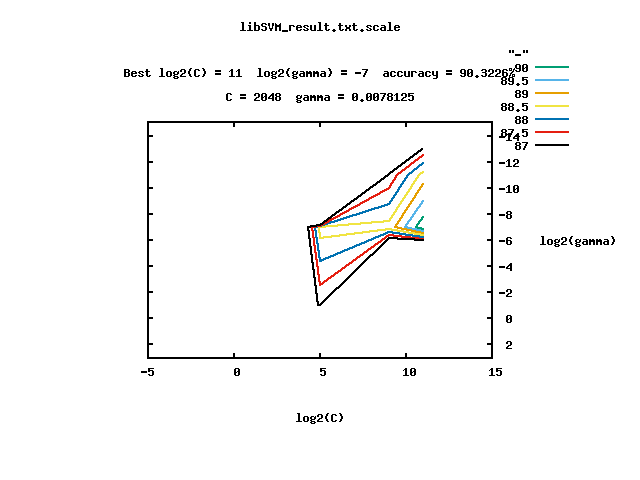 libSVM_result.txt.scale
"-"
Best log2(C) = 11  log2(gamma) = -7  accuracy = 90.3226%
90
89.5
89
88.5
88
87.5
87
C = 2048  gamma = 0.0078125
-14
-12
-10
-8
-6
-4
-2
0
2
log2(gamma)
-5 0 5 10 15
log2(C)